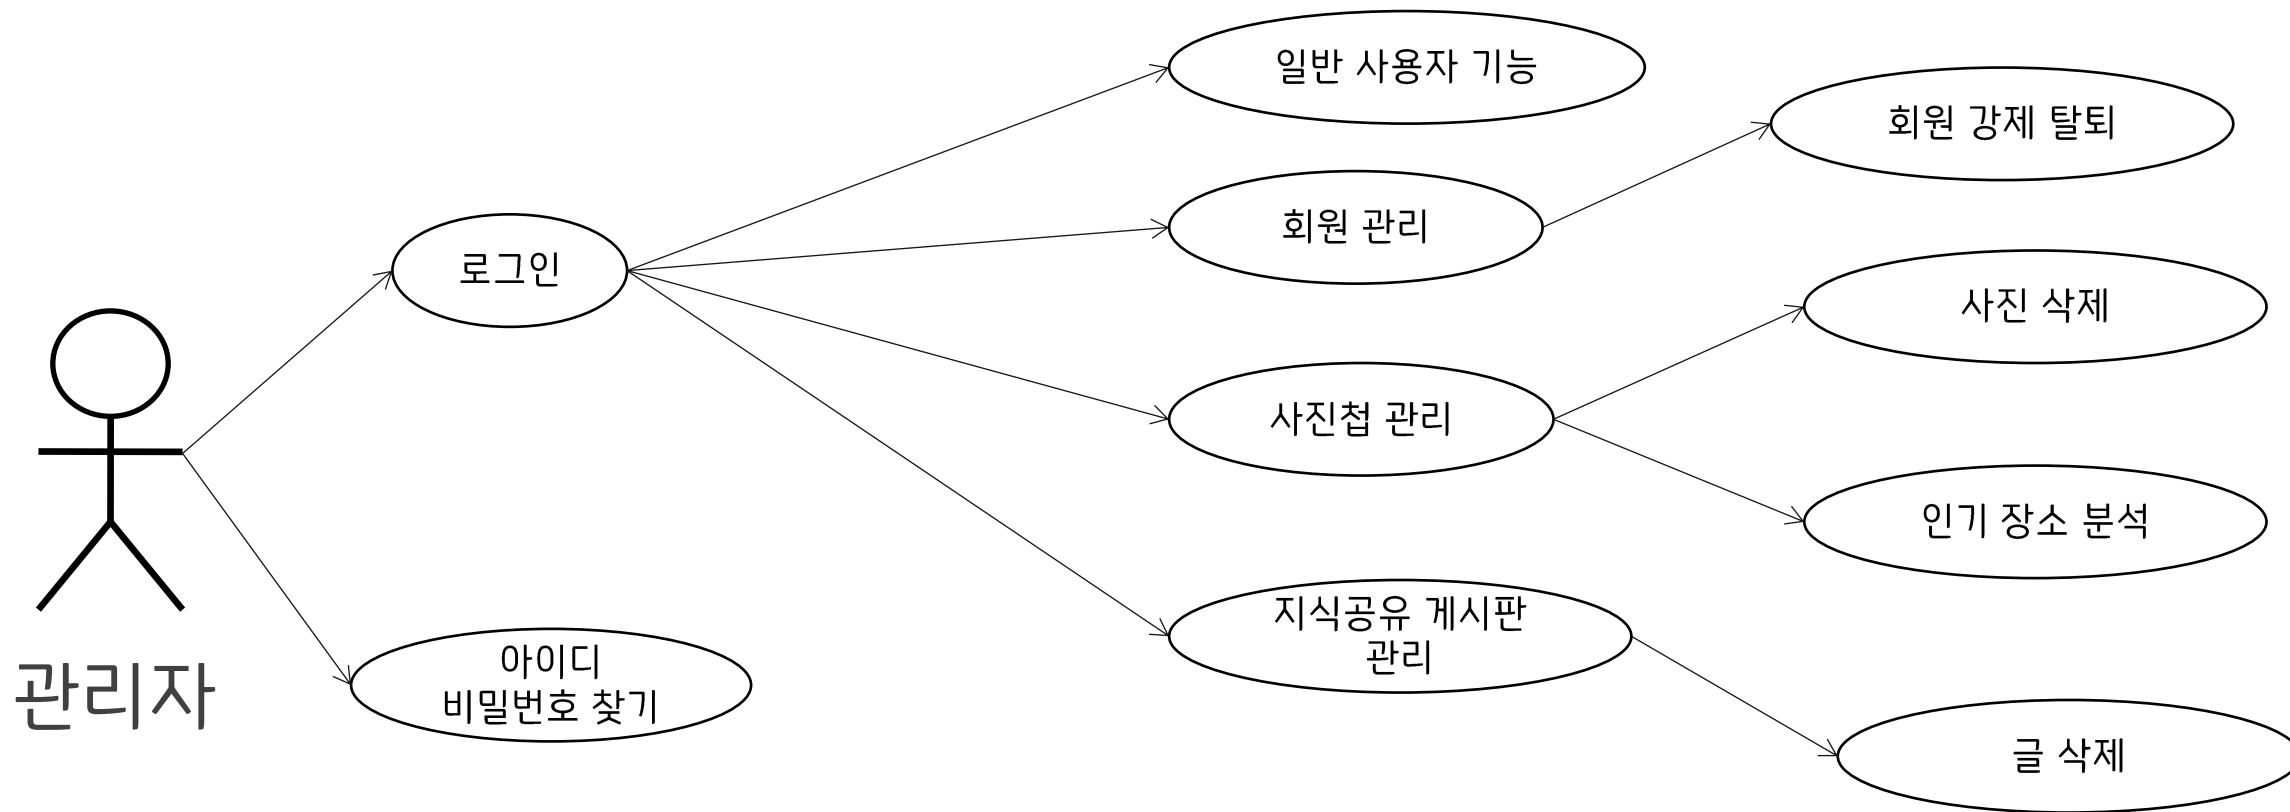 일반 사용자 기능
회원 강제 탈퇴
회원 관리
로그인
사진 삭제
사진첩 관리
인기 장소 분석
지식공유 게시판
관리
아이디
비밀번호 찾기
관리자
글 삭제